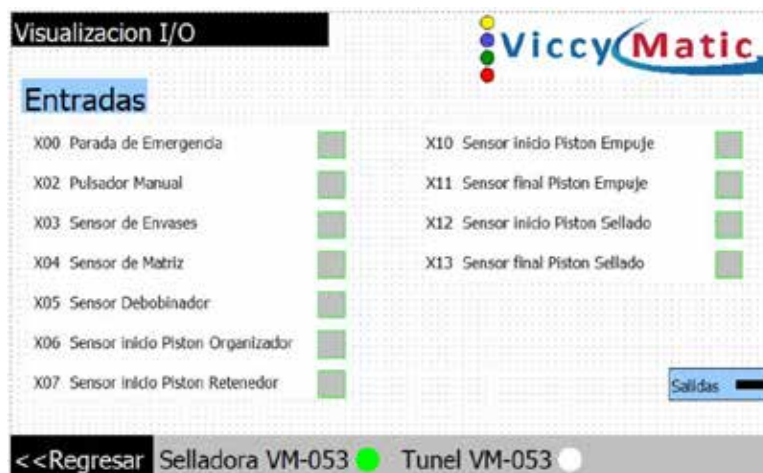 Visualizacion I/O
ViccyMatic
Entradas
X00 Parada de Emergencia
X02 Pulsador Manual
X03 Sensor de Envases
X04 Sensor de Matriz
X05 Sensor Debobinador
X06 Sensor inicio Piston Organizador
X07 Sensor inicio Piston Retenedor
X10 Sensor inicio Piston Empuje
X11 Sensor final Piston Empuje
X12 Sensor inicio Piston Sellado
X13 Sensor final Piston Sellado
Salidas
<<Regresar Selladora VM-053 Tunel VM-053